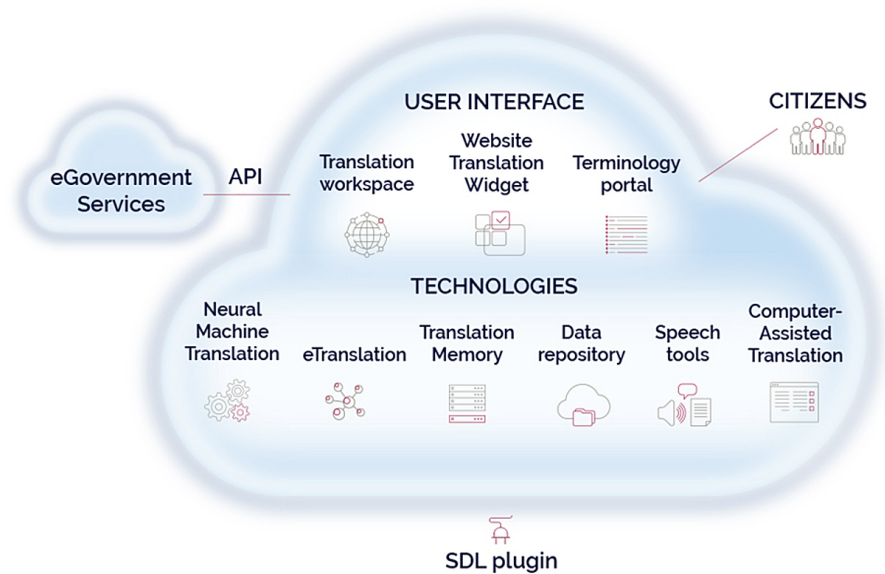 USER INTERFACE
CITIZENS
Translation
workspace
Website
Translation
Widget
Terminology
portal
eGovernment
Services
API
TECHNOLOGIES
Neural
Machine
Translation
eTranslation
Translation
Memory
Data
repository
Speech
tools
Computer-
Assisted
Translation
SDL plugin